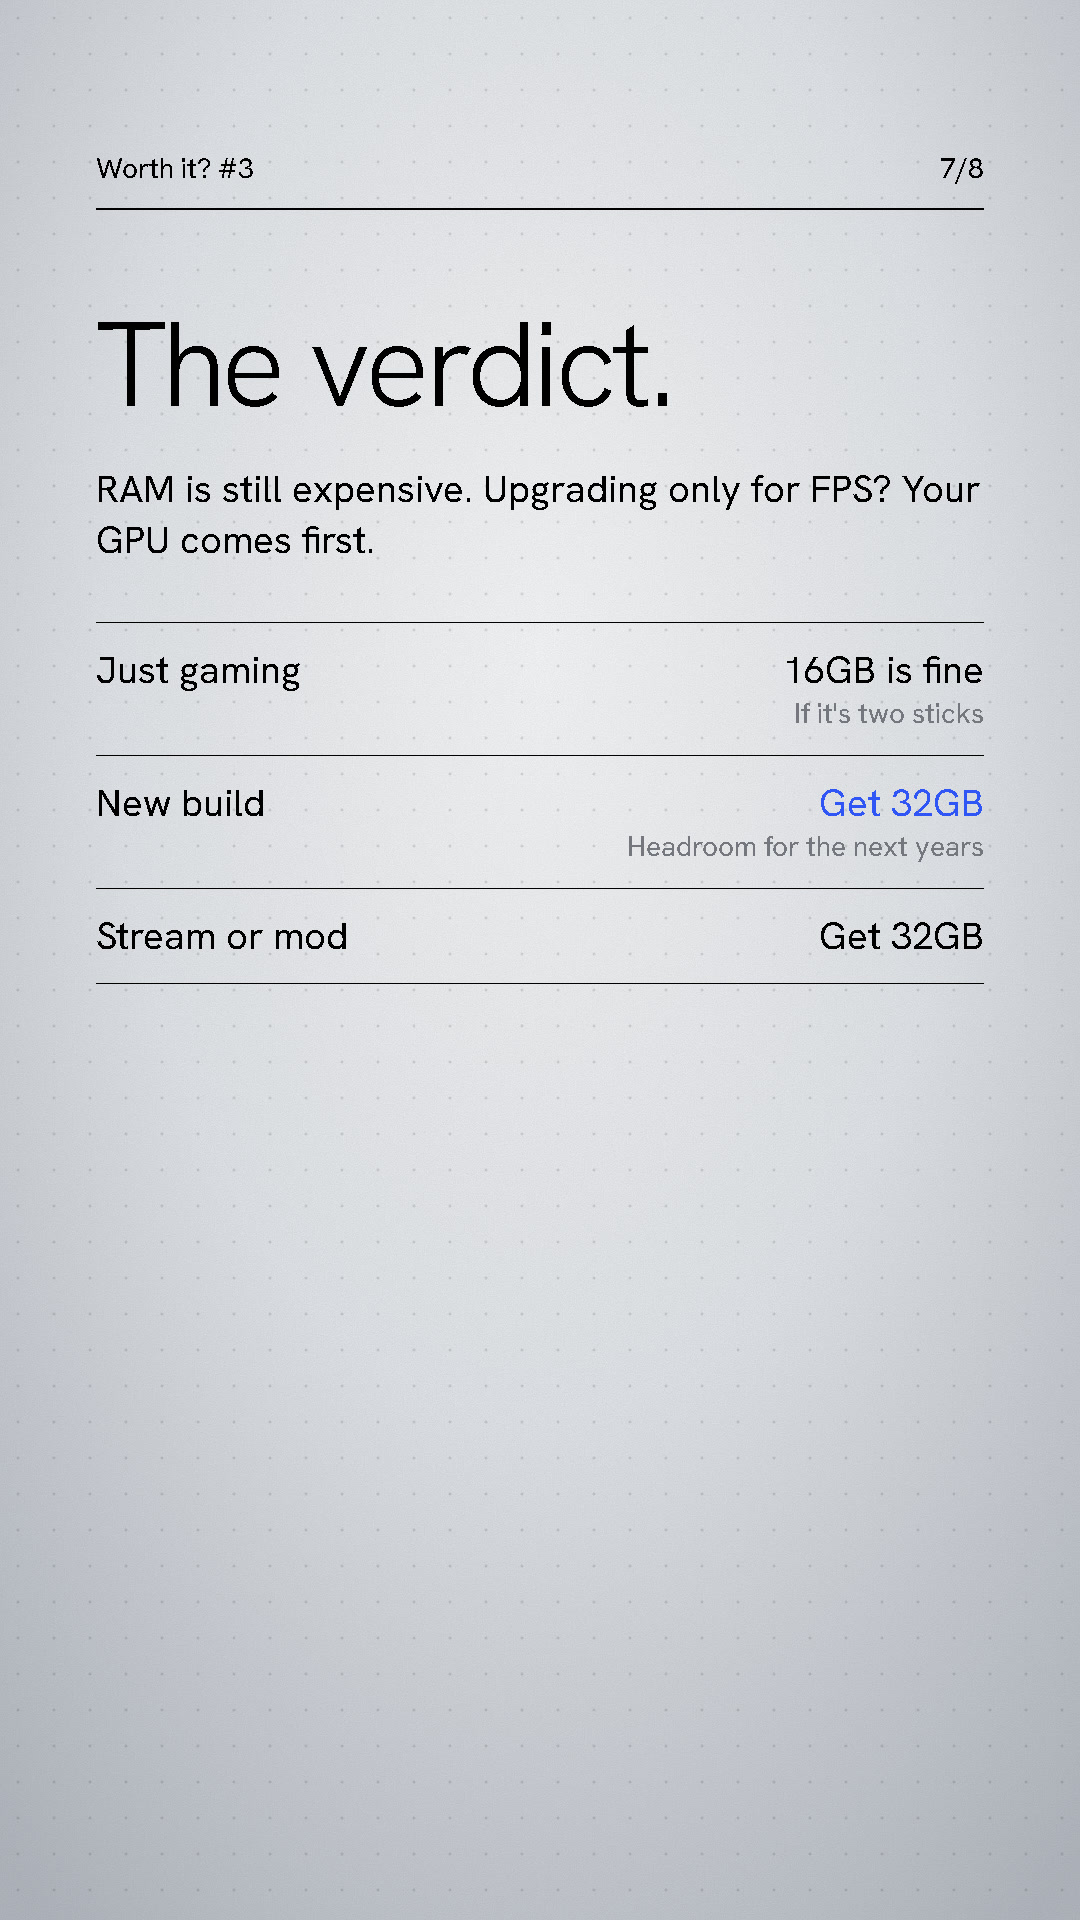 Worth it? #3
7/8
The verdict.
RAM is still expensive. Upgrading only for FPS? Your
GPU comes first.
Just gaming
16GB is fine
If it's two sticks
New build
Get 32GB
Headroom for the next years
Stream or mod
Get 32GB